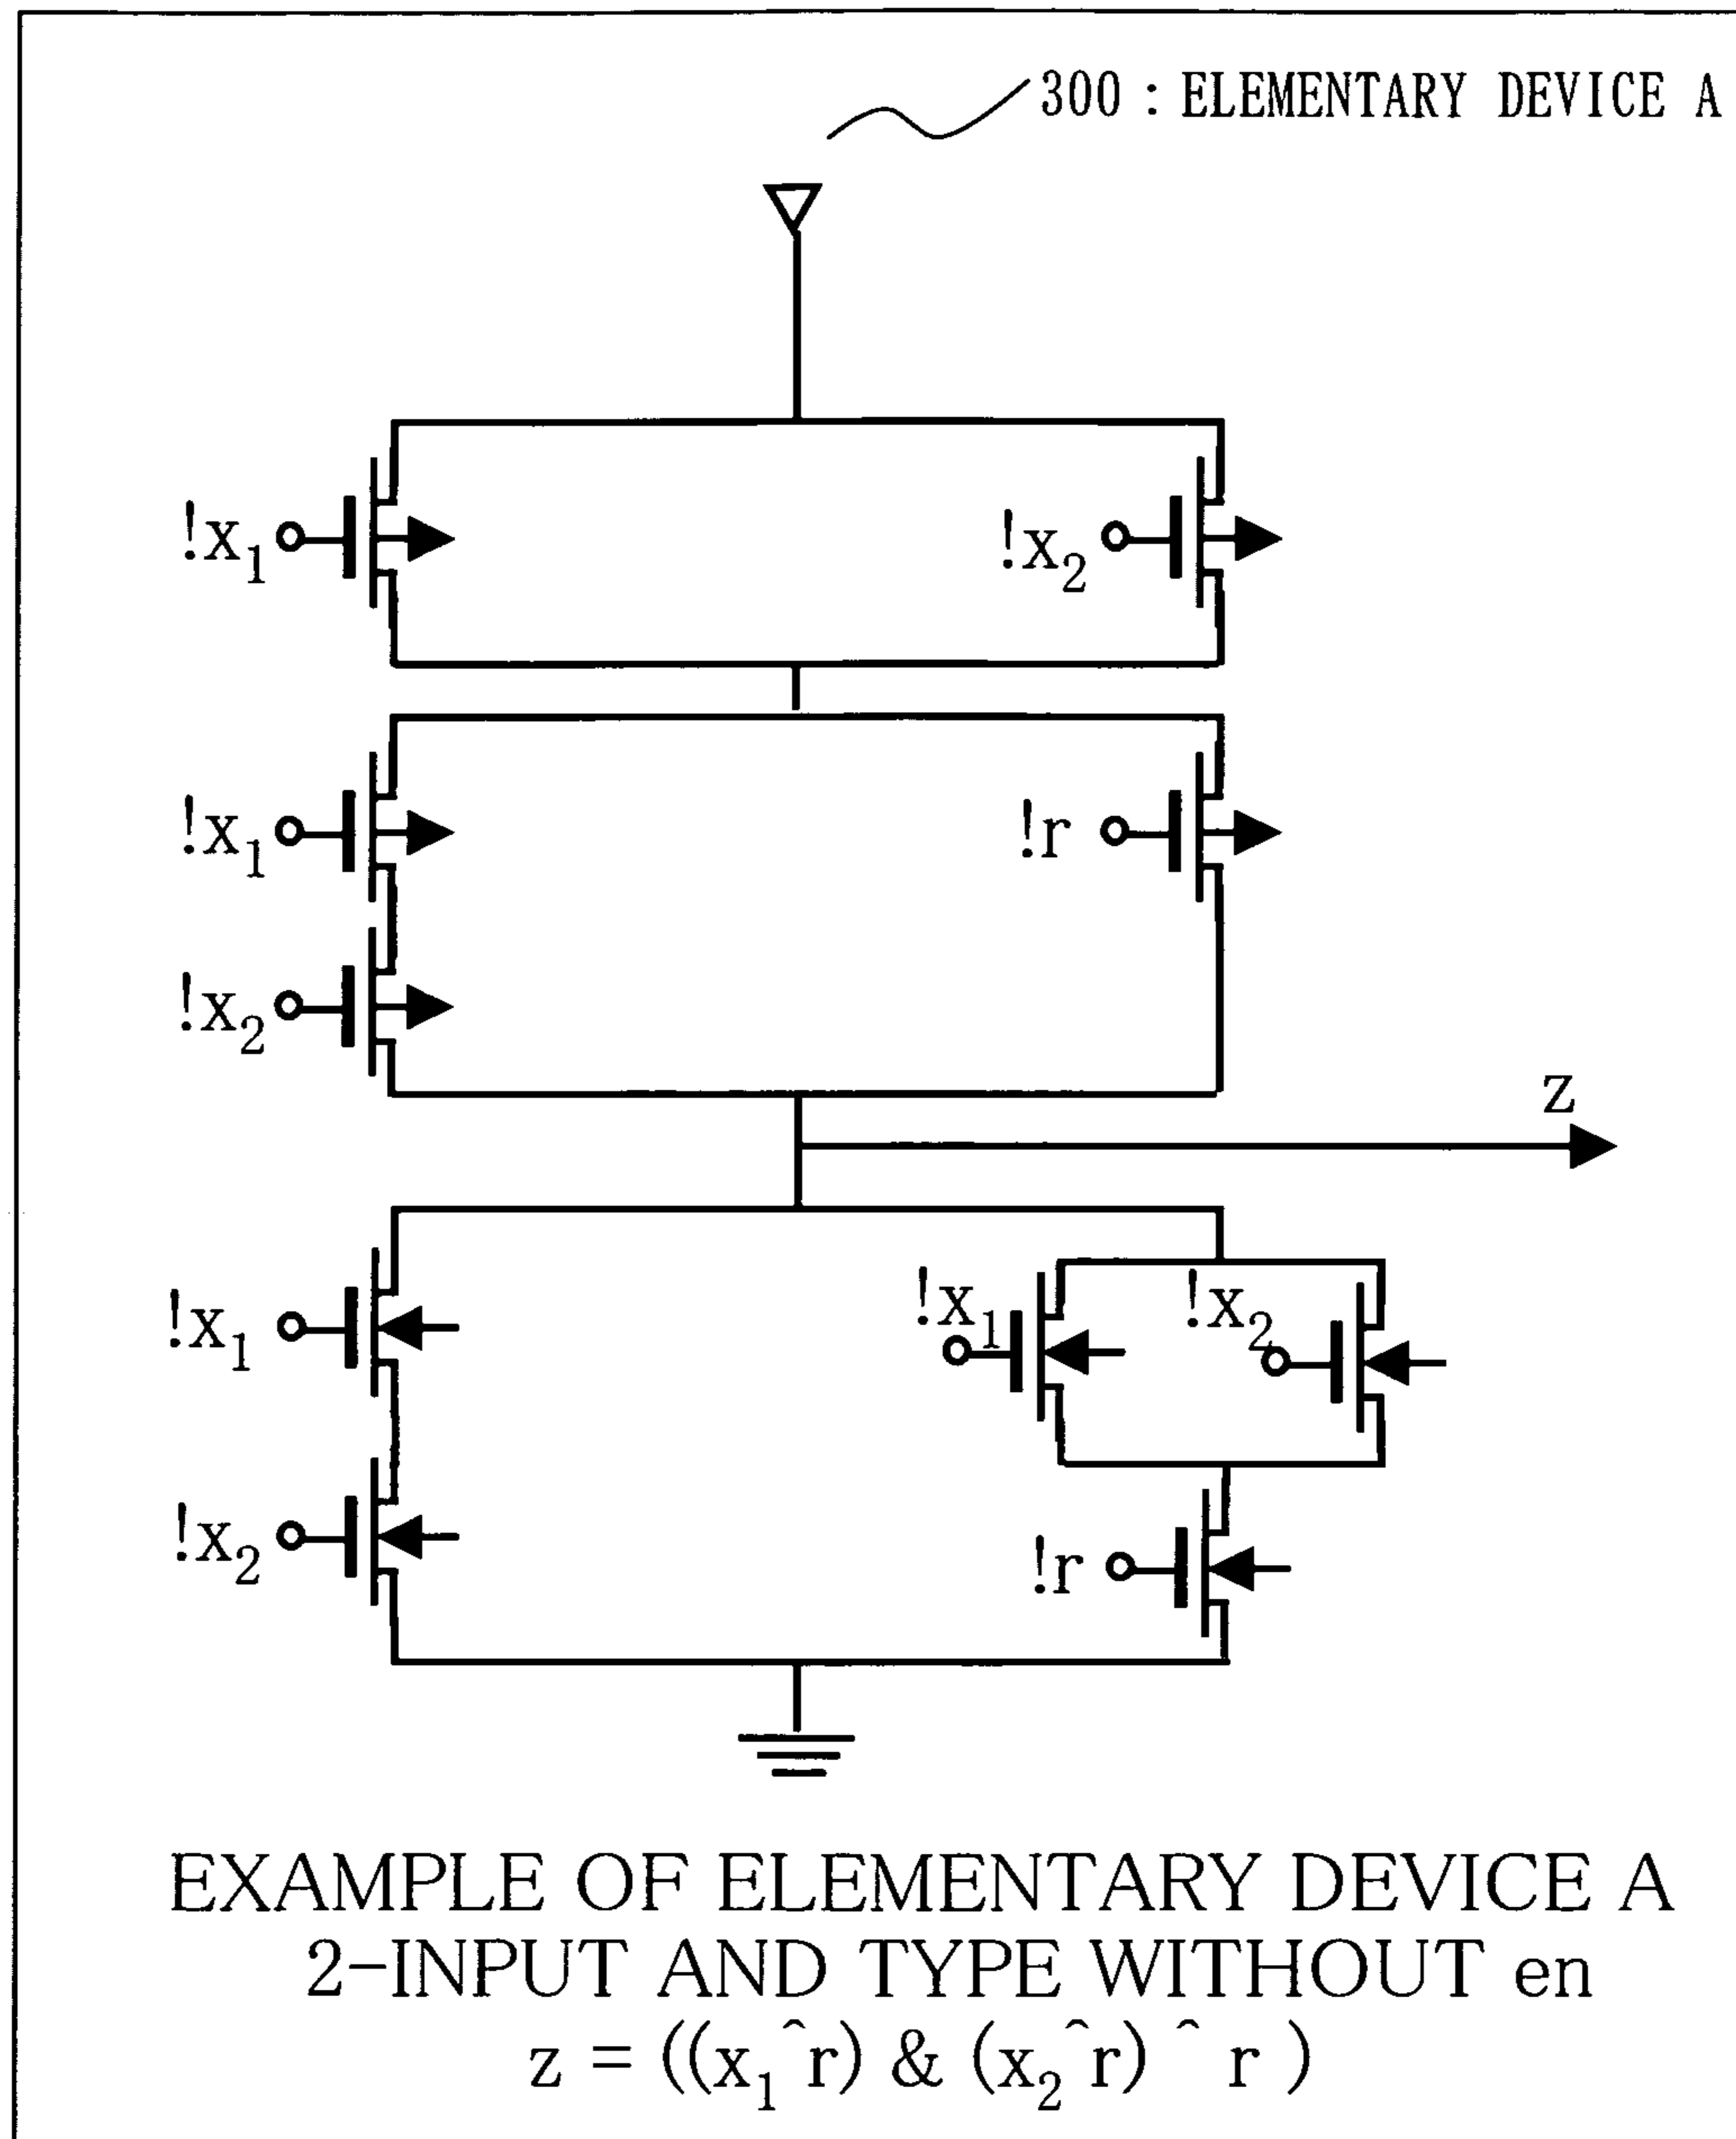 300 : ELEMENTARY DEVICE A
!x₁
!x₂
!x₁
!r
!x₂
z
!x₁
!x₁
!x₂
!x₂
!r
EXAMPLE OF ELEMENTARY DEVICE A
2-INPUT AND TYPE WITHOUT en
z = ((x₁^r) & (x₂^r) ^ r )